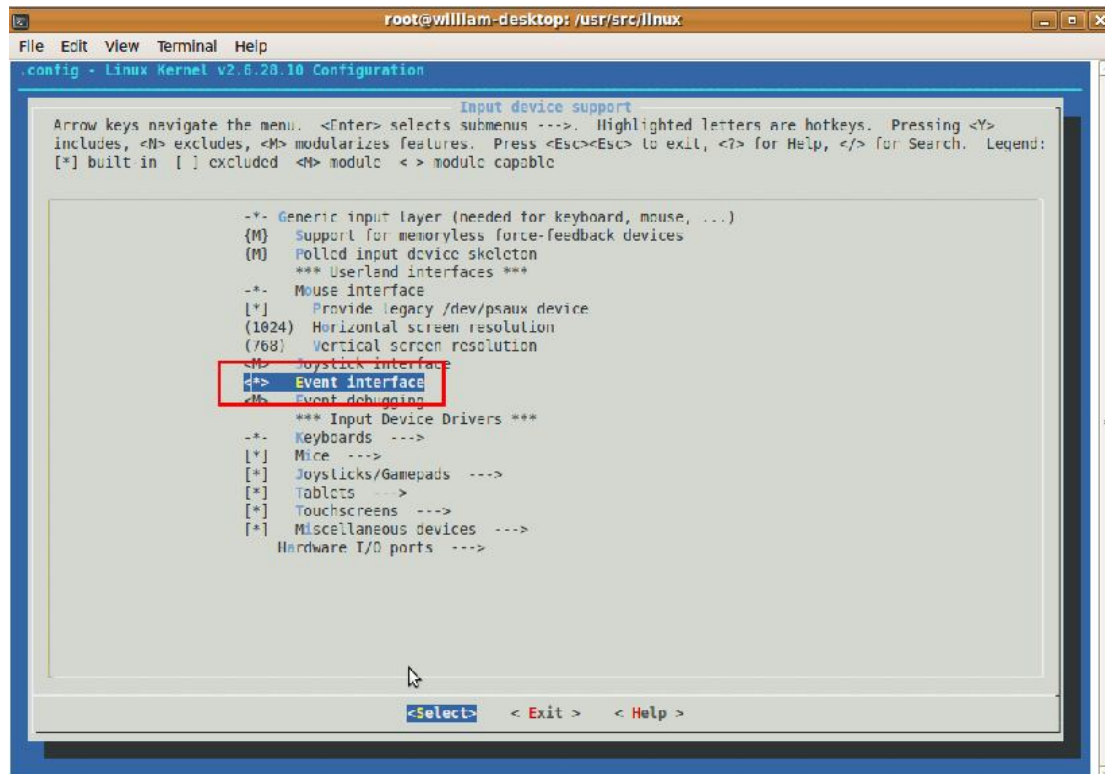 root@william-desktop: /usr/src/linux
File Edit View Terminal Help
.config - Linux Kernel v2.6.28.10 Configuration
Input device support
Arrow keys navigate the menu. <Enter> selects submenus --->. Highlighted letters are hotkeys. Pressing <Y>
includes, <N> excludes, <M> modularizes features. Press <Esc><Esc> to exit, <?> for Help, </> for Search. Legend:
[*] built-in [ ] excluded <M> module < > module capable
-*- Generic input layer (needed for keyboard, mouse, ...)
{M} Support for memoryless force-feedback devices
{M} Polled input device skeleton
*** Userland interfaces ***
-*- Mouse interface
[*] Provide legacy /dev/psaux device
(1024) Horizontal screen resolution
(768) Vertical screen resolution
<M> Joystick interface
<*> Event interface
<M> Event debugging
*** Input Device Drivers ***
-*- Keyboards --->
[*] Mice --->
[*] Joysticks/Gamepads --->
[*] Tablets --->
[*] Touchscreens --->
[*] Miscellaneous devices --->
Hardware I/O ports --->
<Select> < Exit > < Help >